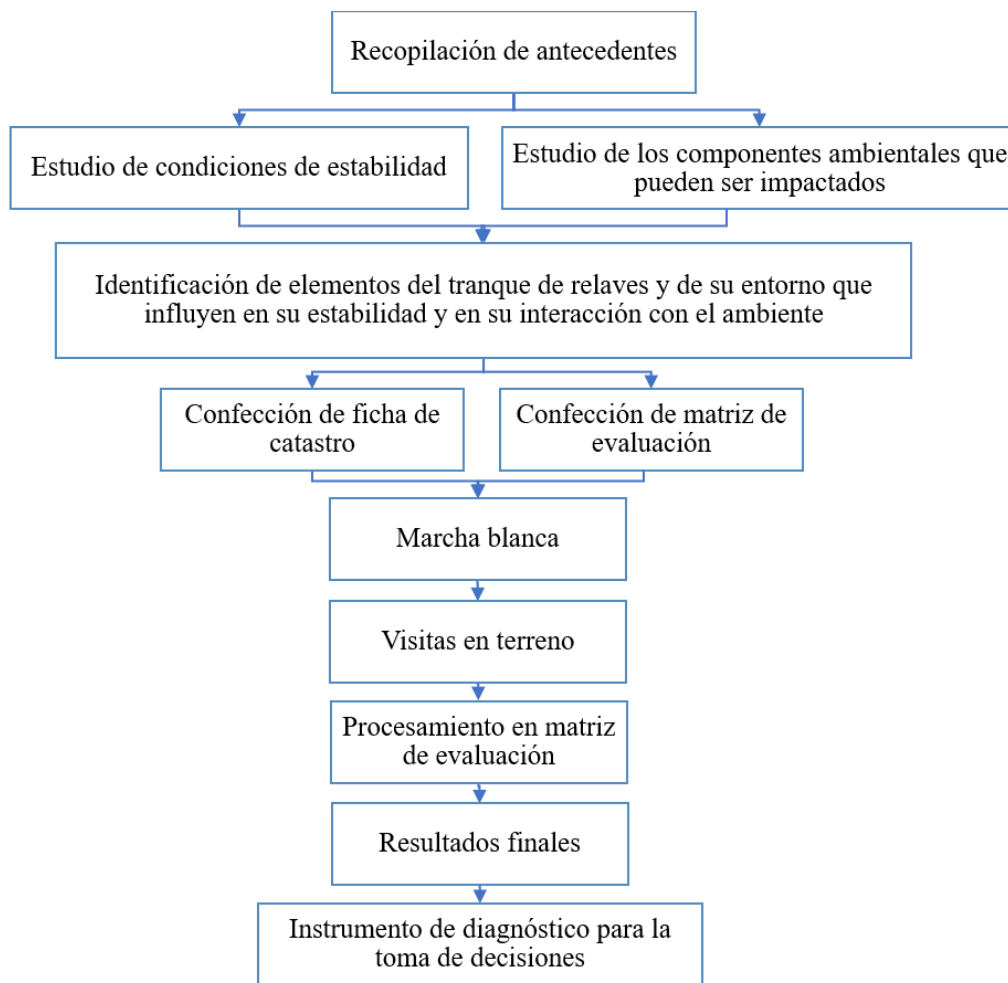 Recopilación de antecedentes
Estudio de condiciones de estabilidad
Estudio de los componentes ambientales que
pueden ser impactados
Identificación de elementos del tranque de relaves y de su entorno que
influyen en su estabilidad y en su interacción con el ambiente
Confección de ficha de
catastro
Confección de matriz de
evaluación
Marcha blanca
Visitas en terreno
Procesamiento en matriz
de evaluación
Resultados finales
Instrumento de diagnóstico para la
toma de decisiones